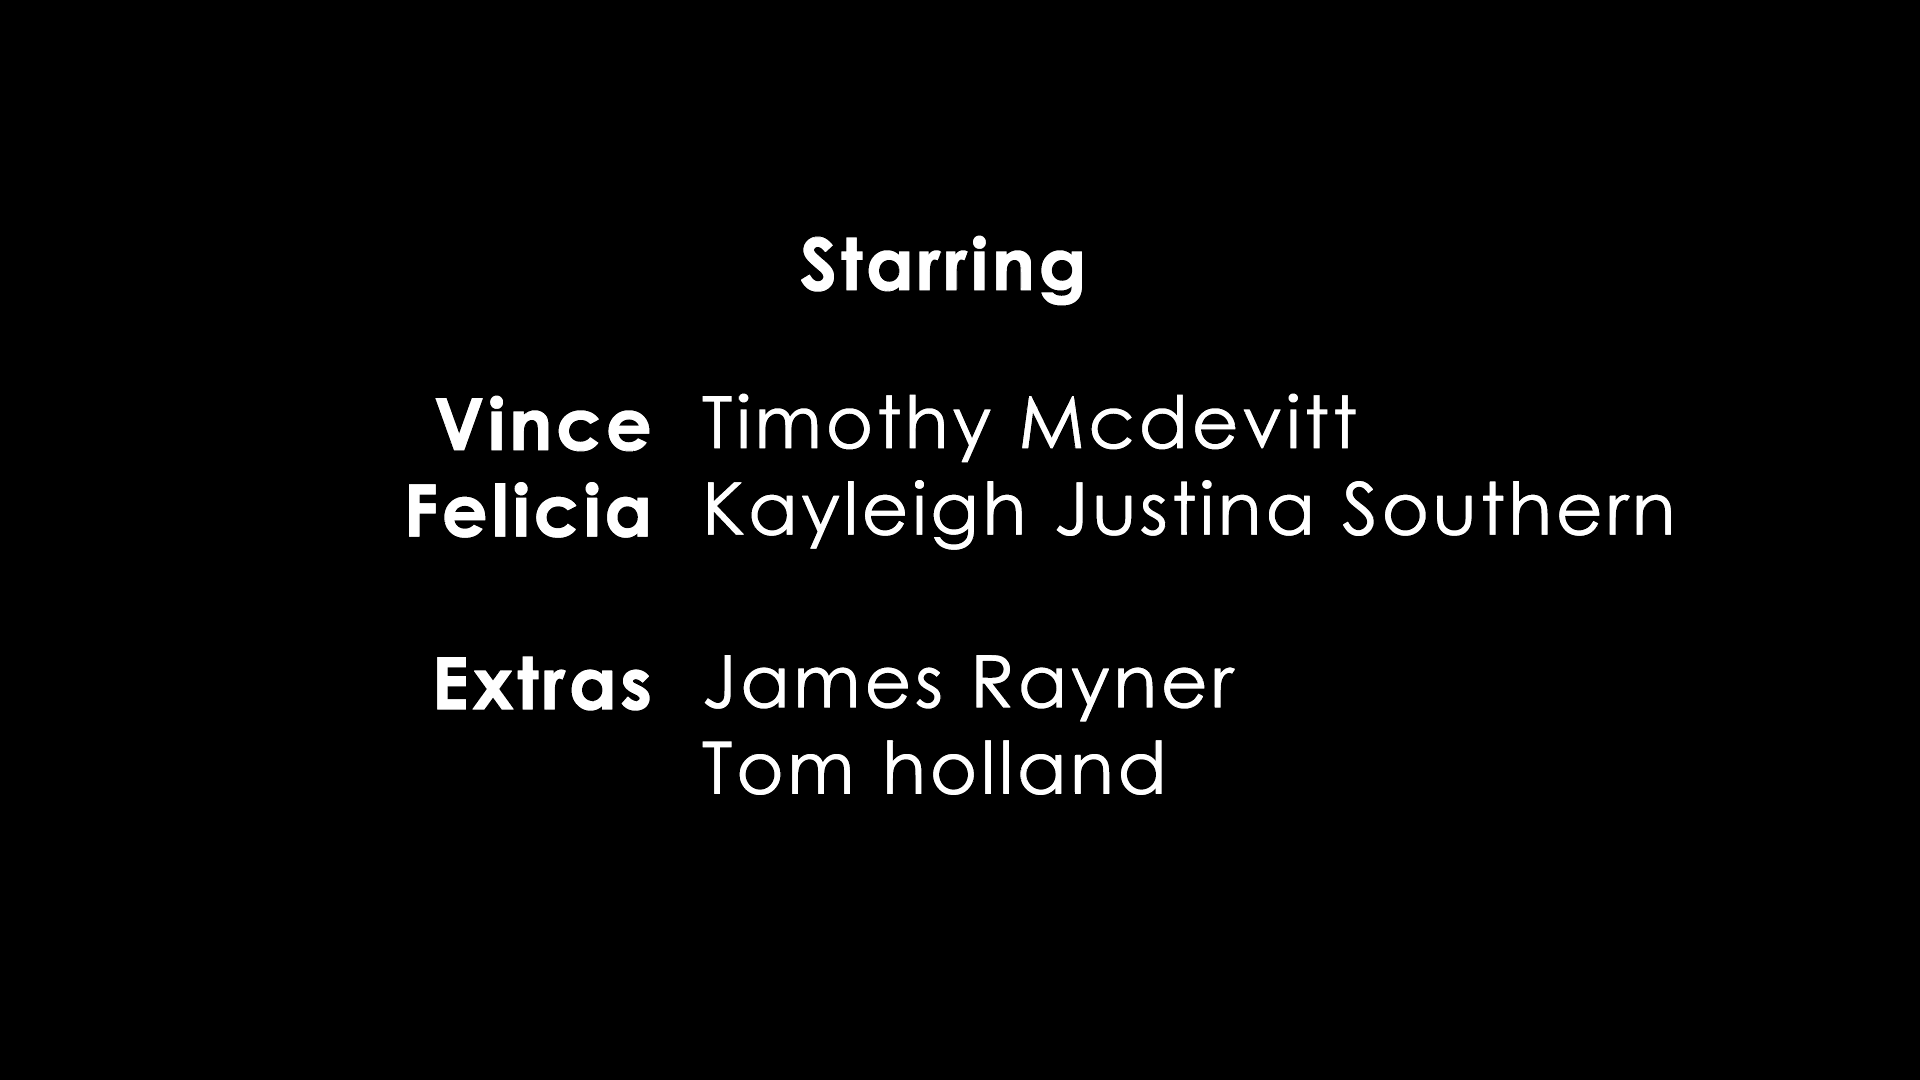 Starring
Vince Timothy Mcdevitt
Felicia Kayleigh Justina Southern
Extras James Rayner
Tom holland